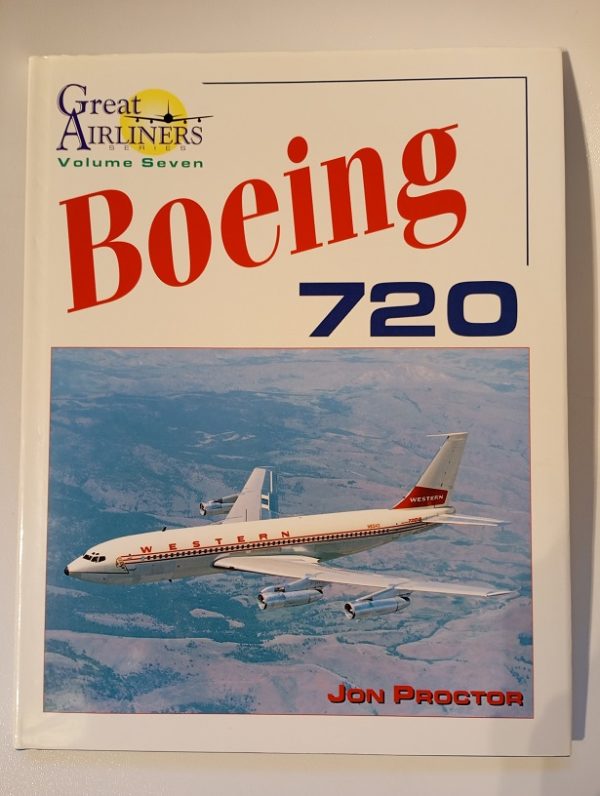 Great
AIRLINERS
SERIES
Volume Seven
Boeing
720
WESTERN
WESTERN
JON PROCTOR